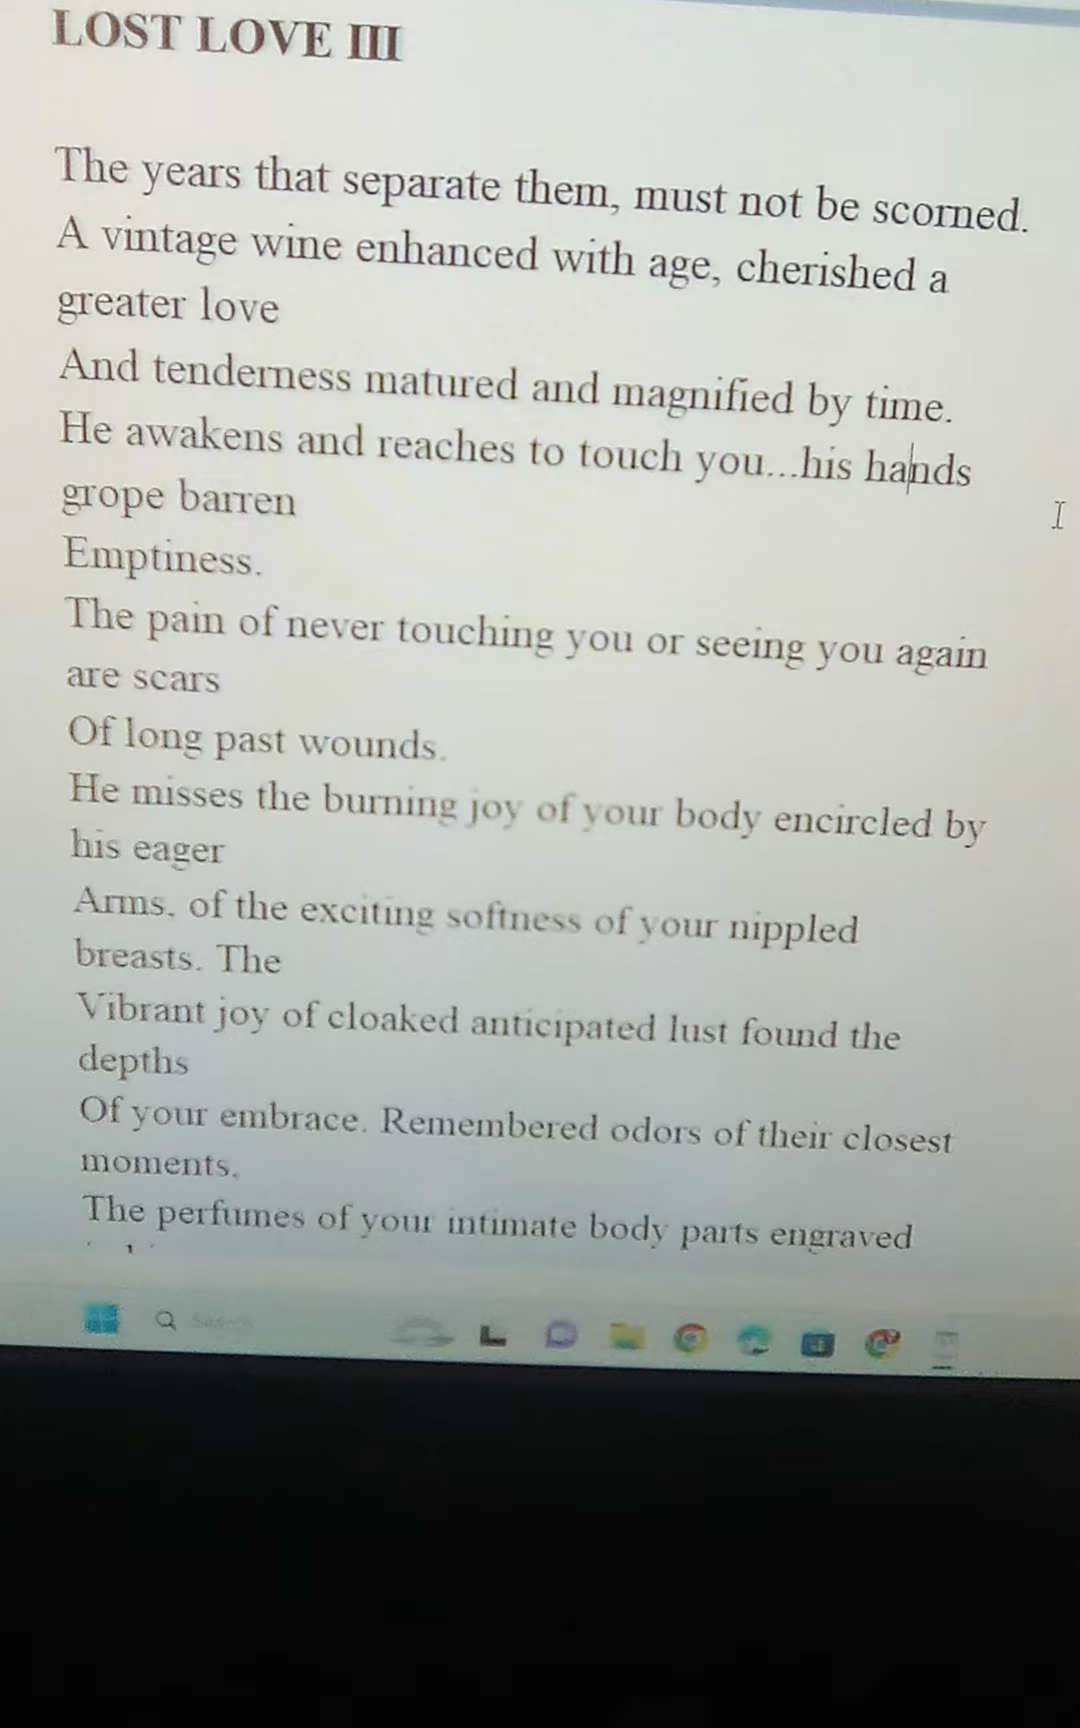 LOST LOVE III
The years that separate them, must not be scorned.
A vintage wine enhanced with age, cherished a
greater love
And tenderness matured and magnified by time.
He awakens and reaches to touch you...his hands
grope barren
Emptiness.
The pain of never touching you or seeing you again
are scars
Of long past wounds.
He misses the burning joy of your body encircled by
his eager
Arms, of the exciting softness of your nippled
breasts. The
Vibrant joy of cloaked anticipated lust found the
depths
Of your embrace. Remembered odors of their closest
moments.
The perfumes of your intimate body parts engraved
Search